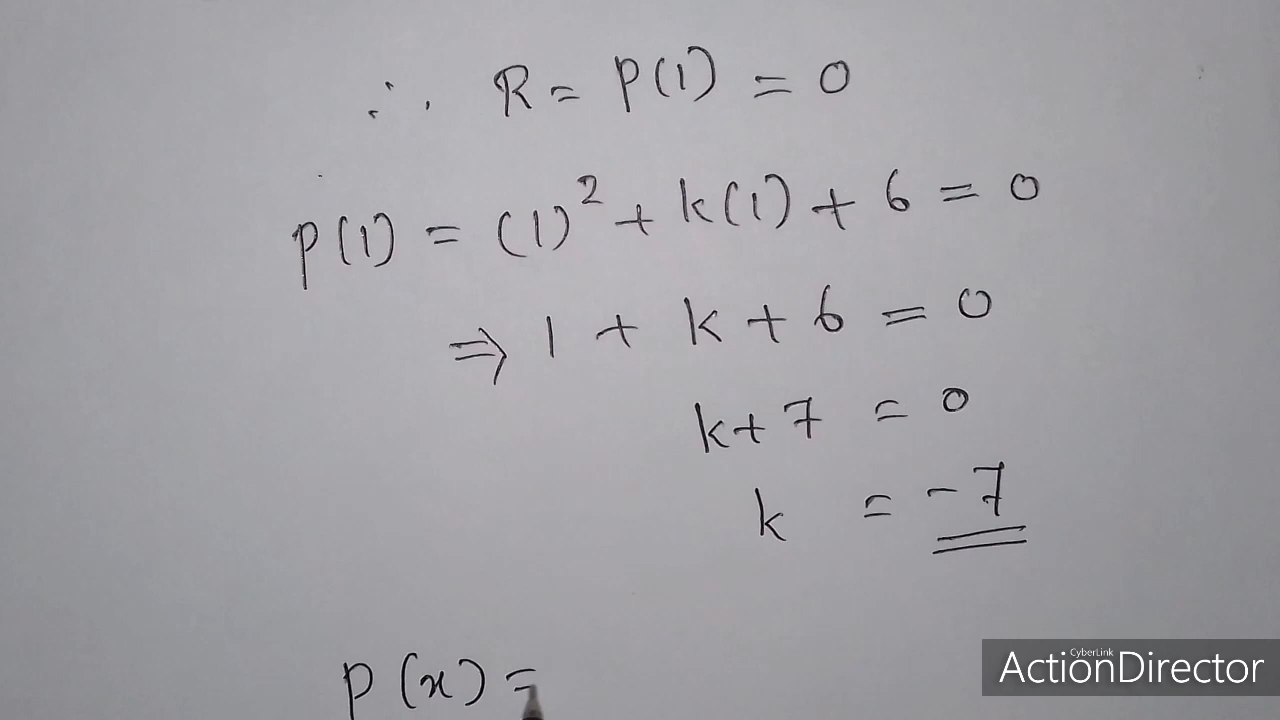 ∴ R = P(1) = 0
p(1) = (1)² + k(1) + 6 = 0
⇒ 1 + k + 6 = 0
k + 7 = 0
k = -7
p(x) =
CyberLink
ActionDirector